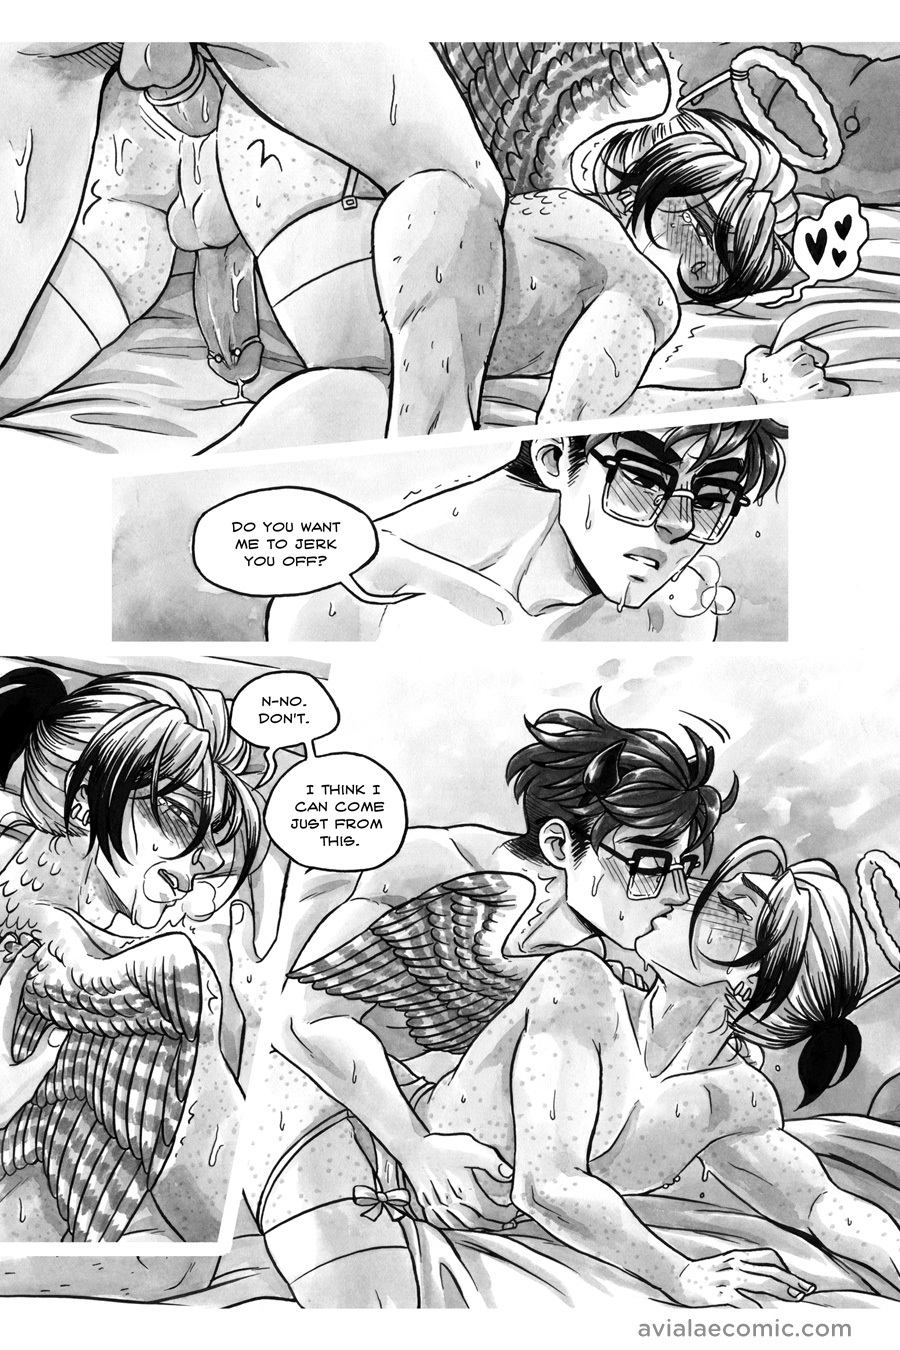 DO YOU WANT
ME TO JERK
YOU OFF?
N-NO.
DON'T.
I THINK I
CAN COME
JUST FROM
THIS.
avialaecomic.com